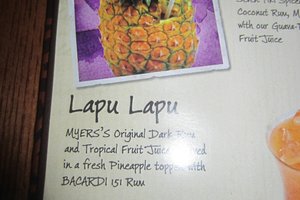 Coconut Rum, M
with our Guava-
Fruit Juice
Lapu Lapu
MYERS'S Original Dark Rum
and Tropical Fruit Juice
in a fresh Pineapple topped with
BACARDI 151 Rum